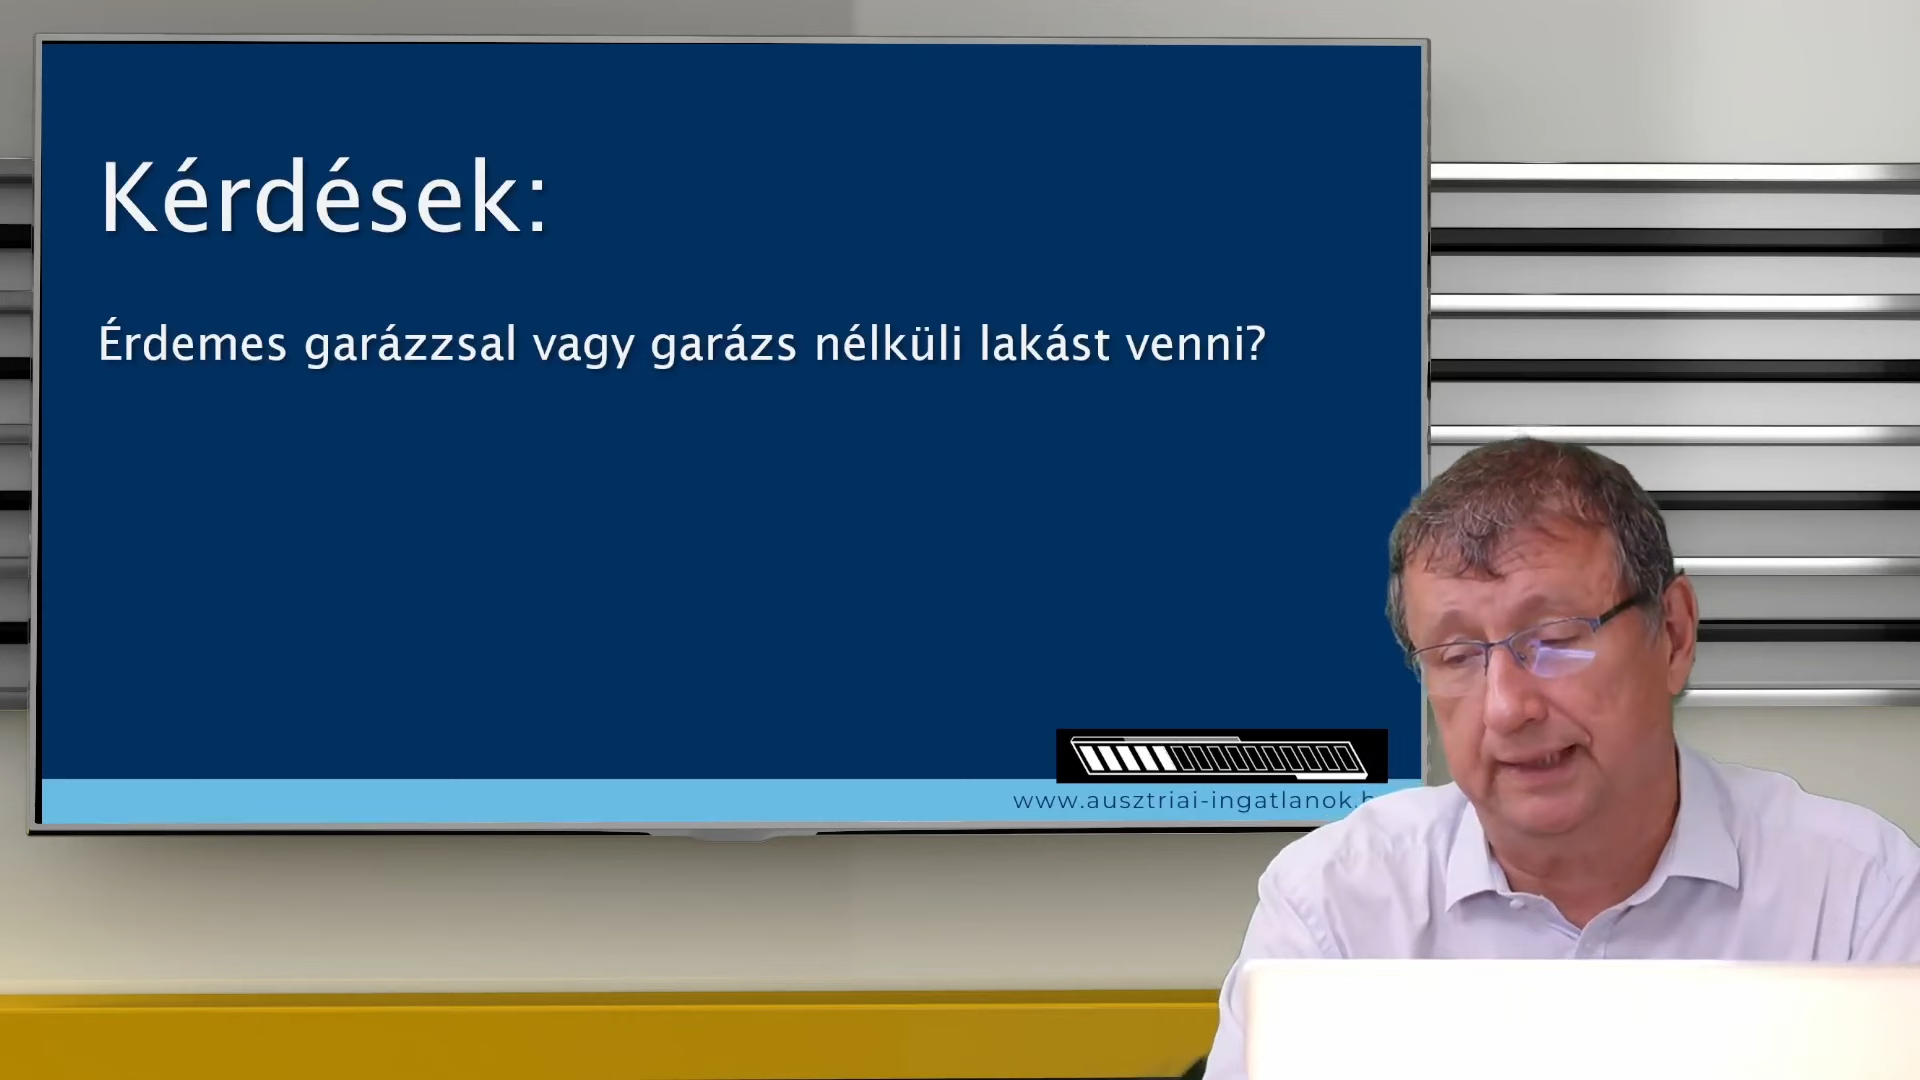 Kérdések:
Érdemes garázzsal vagy garázs nélküli lakást venni?
www.ausztriai-ingatlanok.